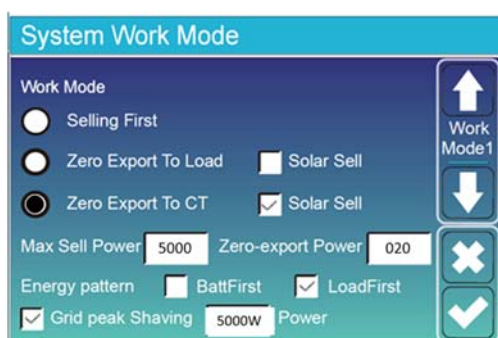 System Work Mode
Work Mode
Selling First
Zero Export To Load Solar Sell
Zero Export To CT Solar Sell
Max Sell Power 5000 Zero-export Power 020
Energy pattern BattFirst LoadFirst
Grid peak Shaving 5000W Power
Work
Mode1